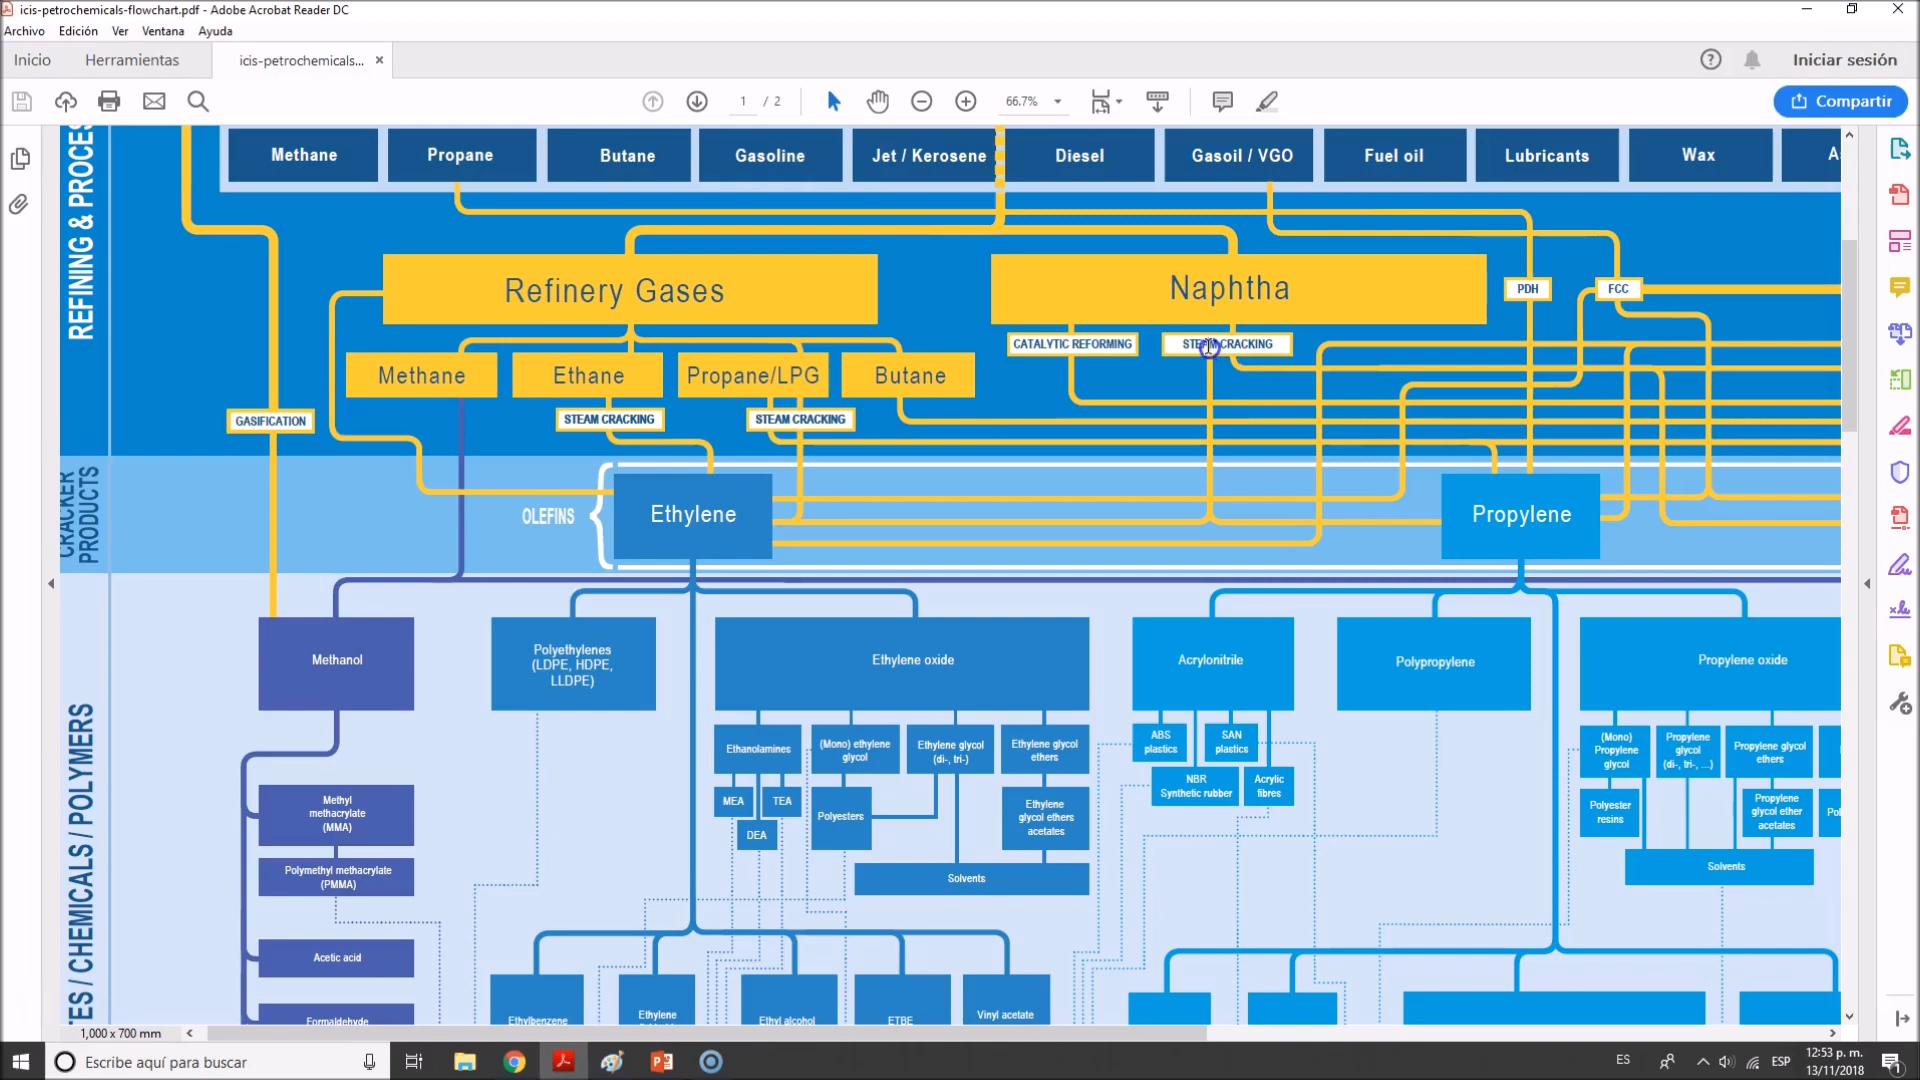 icis-petrochemicals-flowchart.pdf - Adobe Acrobat Reader DC
Archivo Edición Ver Ventana Ayuda
Inicio Herramientas icis-petrochemicals... × Iniciar sesión
1 / 2 66.7% Compartir
REFINING & PROCES
Methane Propane Butane Gasoline Jet / Kerosene Diesel Gasoil / VGO Fuel oil Lubricants Wax
Refinery Gases Naphtha PDH FCC
CATALYTIC REFORMING STEAM CRACKING
Methane Ethane Propane/LPG Butane
GASIFICATION STEAM CRACKING STEAM CRACKING
CRACKER
PRODUCTS
OLEFINS Ethylene Propylene
TES / CHEMICALS / POLYMERS
Methanol
Polyethylenes
(LDPE, HDPE,
LLDPE)
Ethylene oxide
Acrylonitrile
Polypropylene
Propylene oxide
Ethanolamines
(Mono) ethylene
glycol
Ethylene glycol
(di-, tri-)
Ethylene glycol
ethers
ABS
plastics
SAN
plastics
(Mono)
Propylene
glycol
Propylene
glycol
(di-, tri-, ...)
Propylene glycol
ethers
MEA
TEA
DEA
Polyesters
Ethylene
glycol ethers
acetates
NBR
Synthetic rubber
Acrylic
fibres
Polyester
resins
Propylene
glycol ether
acetates
Pol
Solvents
Solvents
Methyl
methacrylate
(MMA)
Polymethyl methacrylate
(PMMA)
Acetic acid
Formaldehyde
Ethylbenzene
Ethylene
Ethyl alcohol
ETBE
Vinyl acetate
1,000 x 700 mm
Escribe aquí para buscar
ES ESP
12:53 p. m.
13/11/2018
1